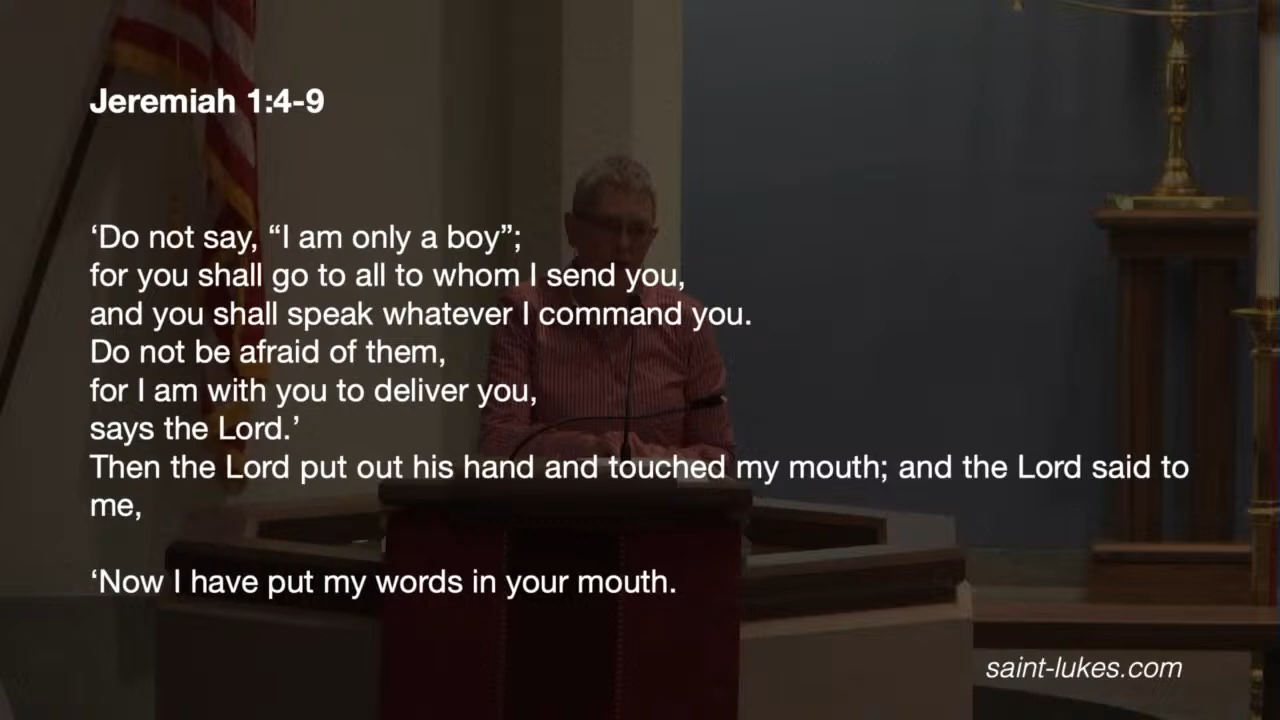 Jeremiah 1:4-9
‘Do not say, “I am only a boy”;
for you shall go to all to whom I send you,
and you shall speak whatever I command you.
Do not be afraid of them,
for I am with you to deliver you,
says the Lord.’
Then the Lord put out his hand and touched my mouth; and the Lord said to
me,
‘Now I have put my words in your mouth.
saint-lukes.com